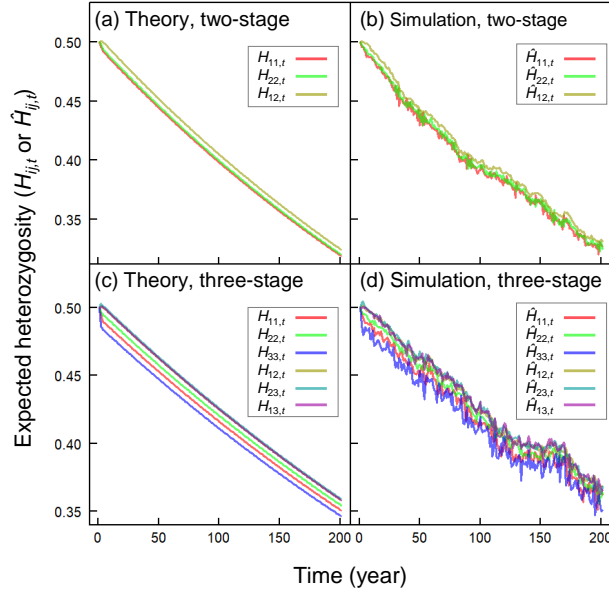 (a) Theory, two-stage
(b) Simulation, two-stage
0.50
0.45
0.40
0.35
H11,t
H22,t
H12,t
Ĥ11,t
Ĥ22,t
Ĥ12,t
(c) Theory, three-stage
(d) Simulation, three-stage
0.50
0.45
0.40
0.35
H11,t
H22,t
H33,t
H12,t
H23,t
H13,t
Ĥ11,t
Ĥ22,t
Ĥ33,t
Ĥ12,t
Ĥ23,t
Ĥ13,t
0 50 100 150 200
0 50 100 150 200
Expected heterozygosity (Hij,t or Ĥij,t)
Time (year)